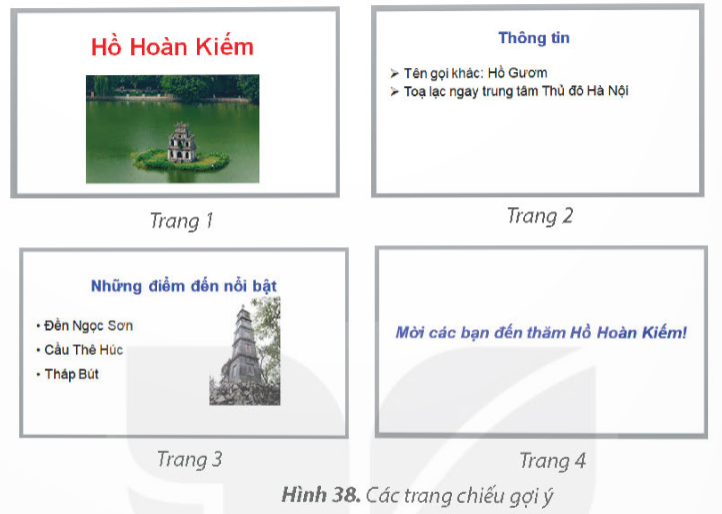 Hồ Hoàn Kiếm
Trang 1
Thông tin
➢ Tên gọi khác: Hồ Gươm
➢ Toạ lạc ngay trung tâm Thủ đô Hà Nội
Trang 2
Những điểm đến nổi bật
• Đền Ngọc Sơn
• Cầu Thê Húc
• Tháp Bút
Trang 3
Mời các bạn đến thăm Hồ Hoàn Kiếm!
Trang 4
Hình 38. Các trang chiếu gợi ý